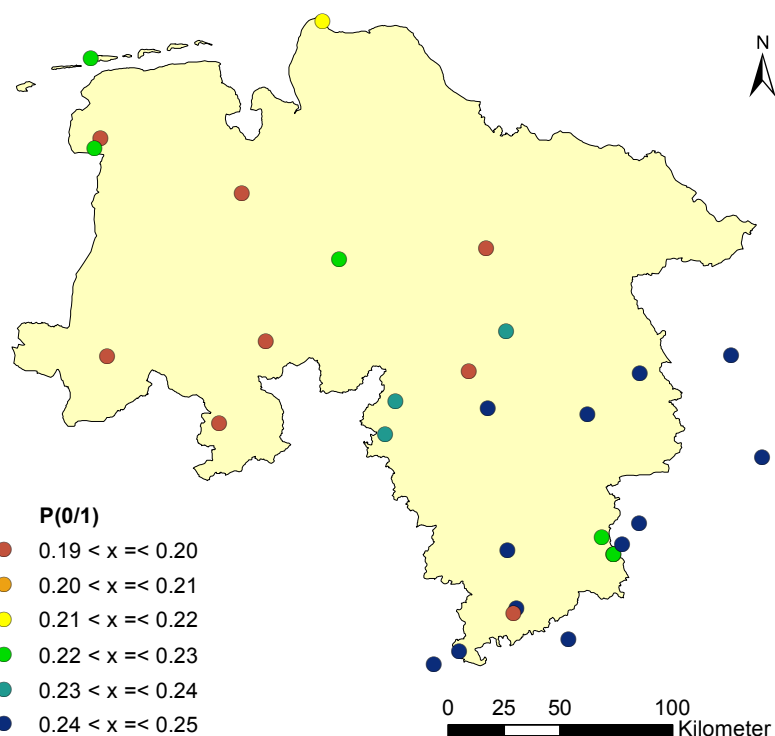 N
P(0/1)
0.19 < x =< 0.20
0.20 < x =< 0.21
0.21 < x =< 0.22
0.22 < x =< 0.23
0.23 < x =< 0.24
0.24 < x =< 0.25
0 25 50 100
Kilometer